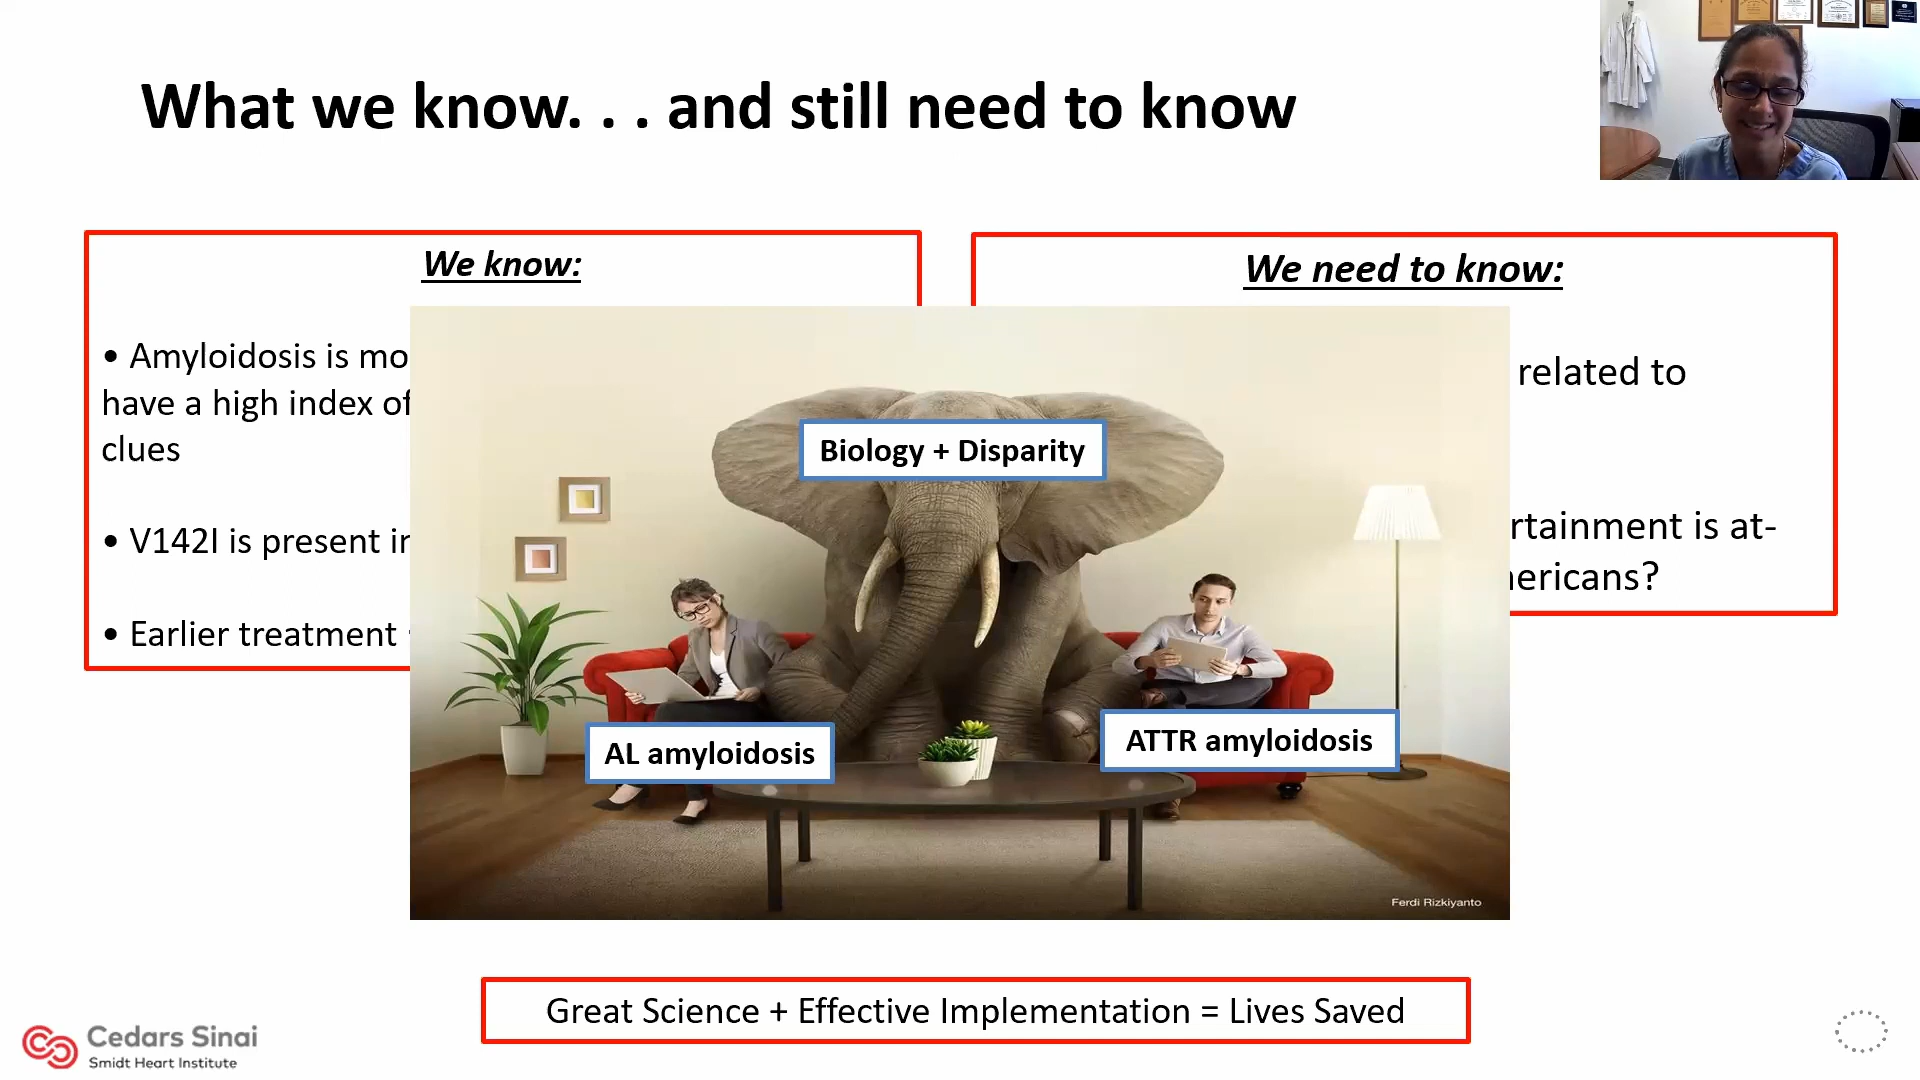 What we know. . . and still need to know
We know:
• Amyloidosis is mo
have a high index of
clues
• V142I is present in
• Earlier treatment
We need to know:
related to
rtainment is at-
ericans?
Biology + Disparity
AL amyloidosis
ATTR amyloidosis
Ferdi Rizkiyanto
Great Science + Effective Implementation = Lives Saved
Cedars Sinai
Smidt Heart Institute